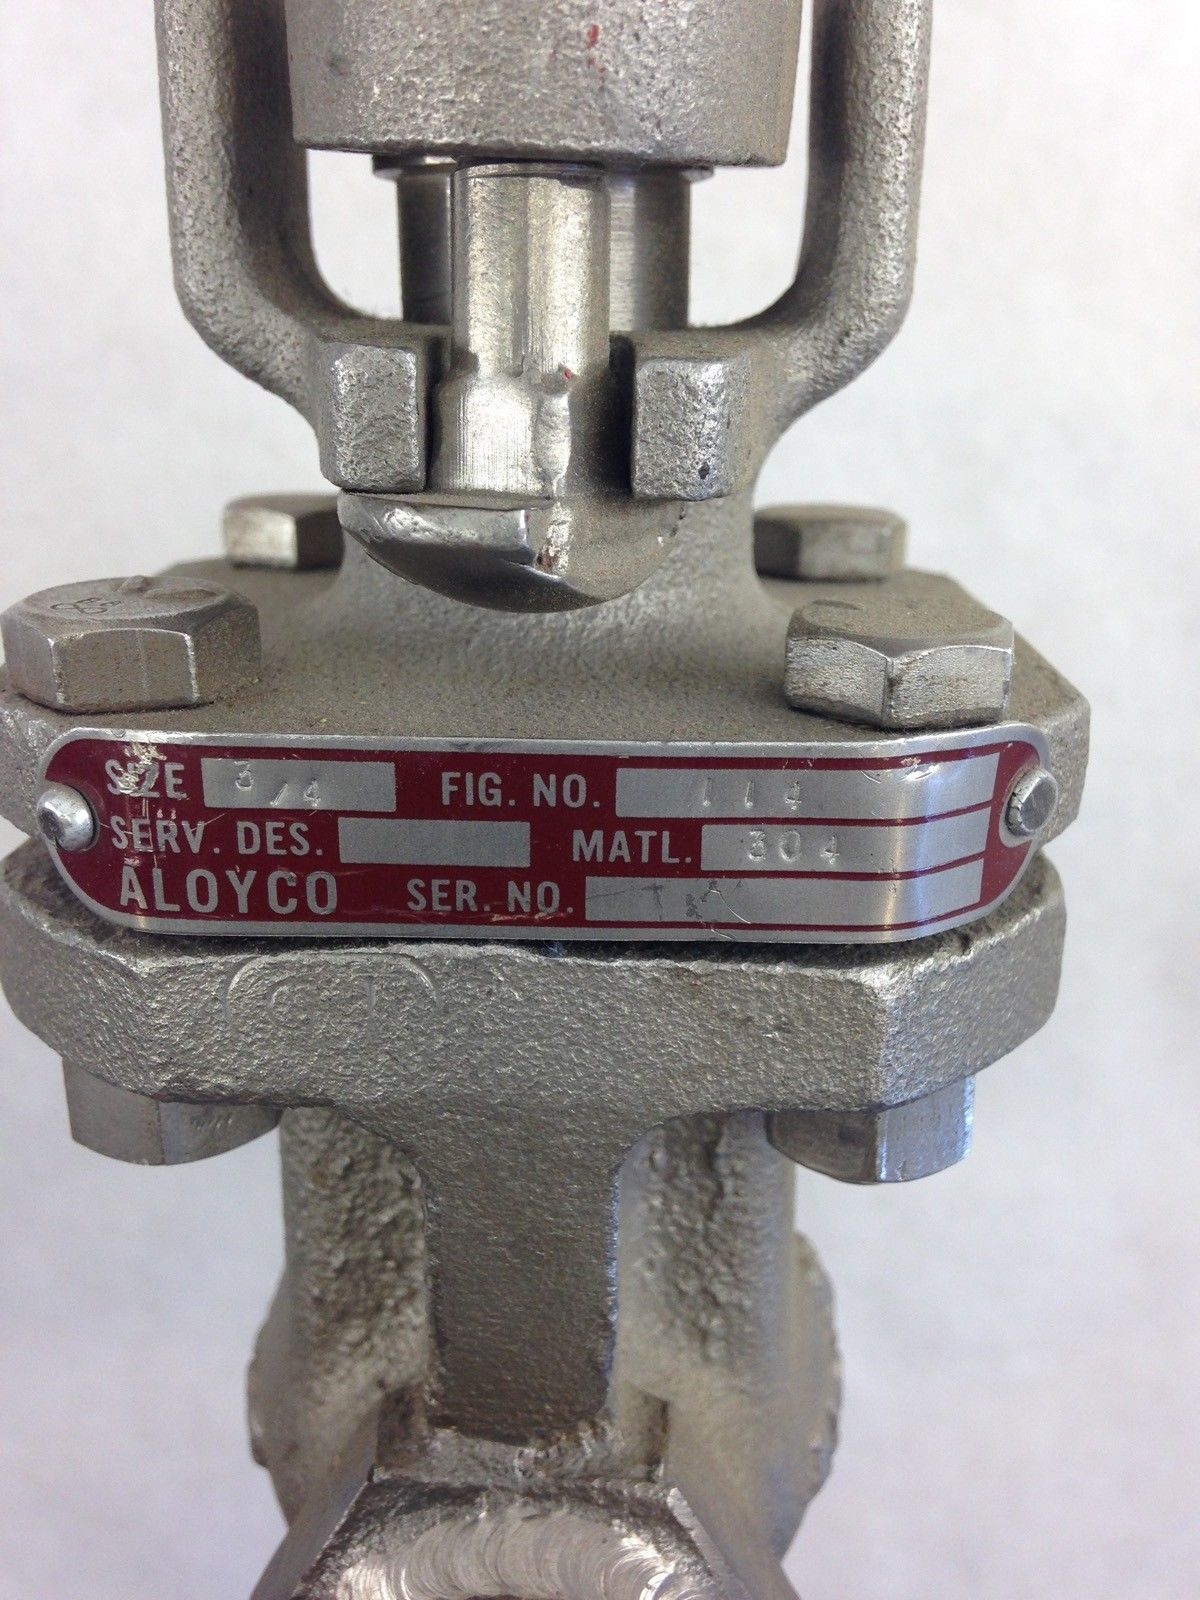 SIZE 3/4 FIG. NO. 114
SERV. DES. MATL. 304
ALOYCO SER. NO.